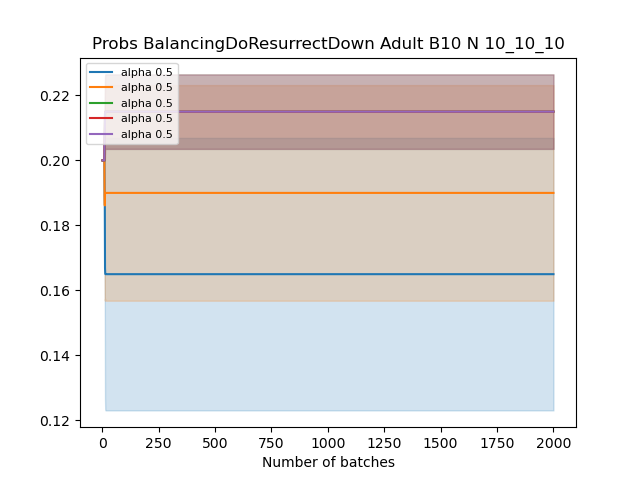 Probs BalancingDoResurrectDown Adult B10 N 10_10_10
alpha 0.5
alpha 0.5
alpha 0.5
alpha 0.5
alpha 0.5
0.22
0.20
0.18
0.16
0.14
0.12
0 250 500 750 1000 1250 1500 1750 2000
Number of batches